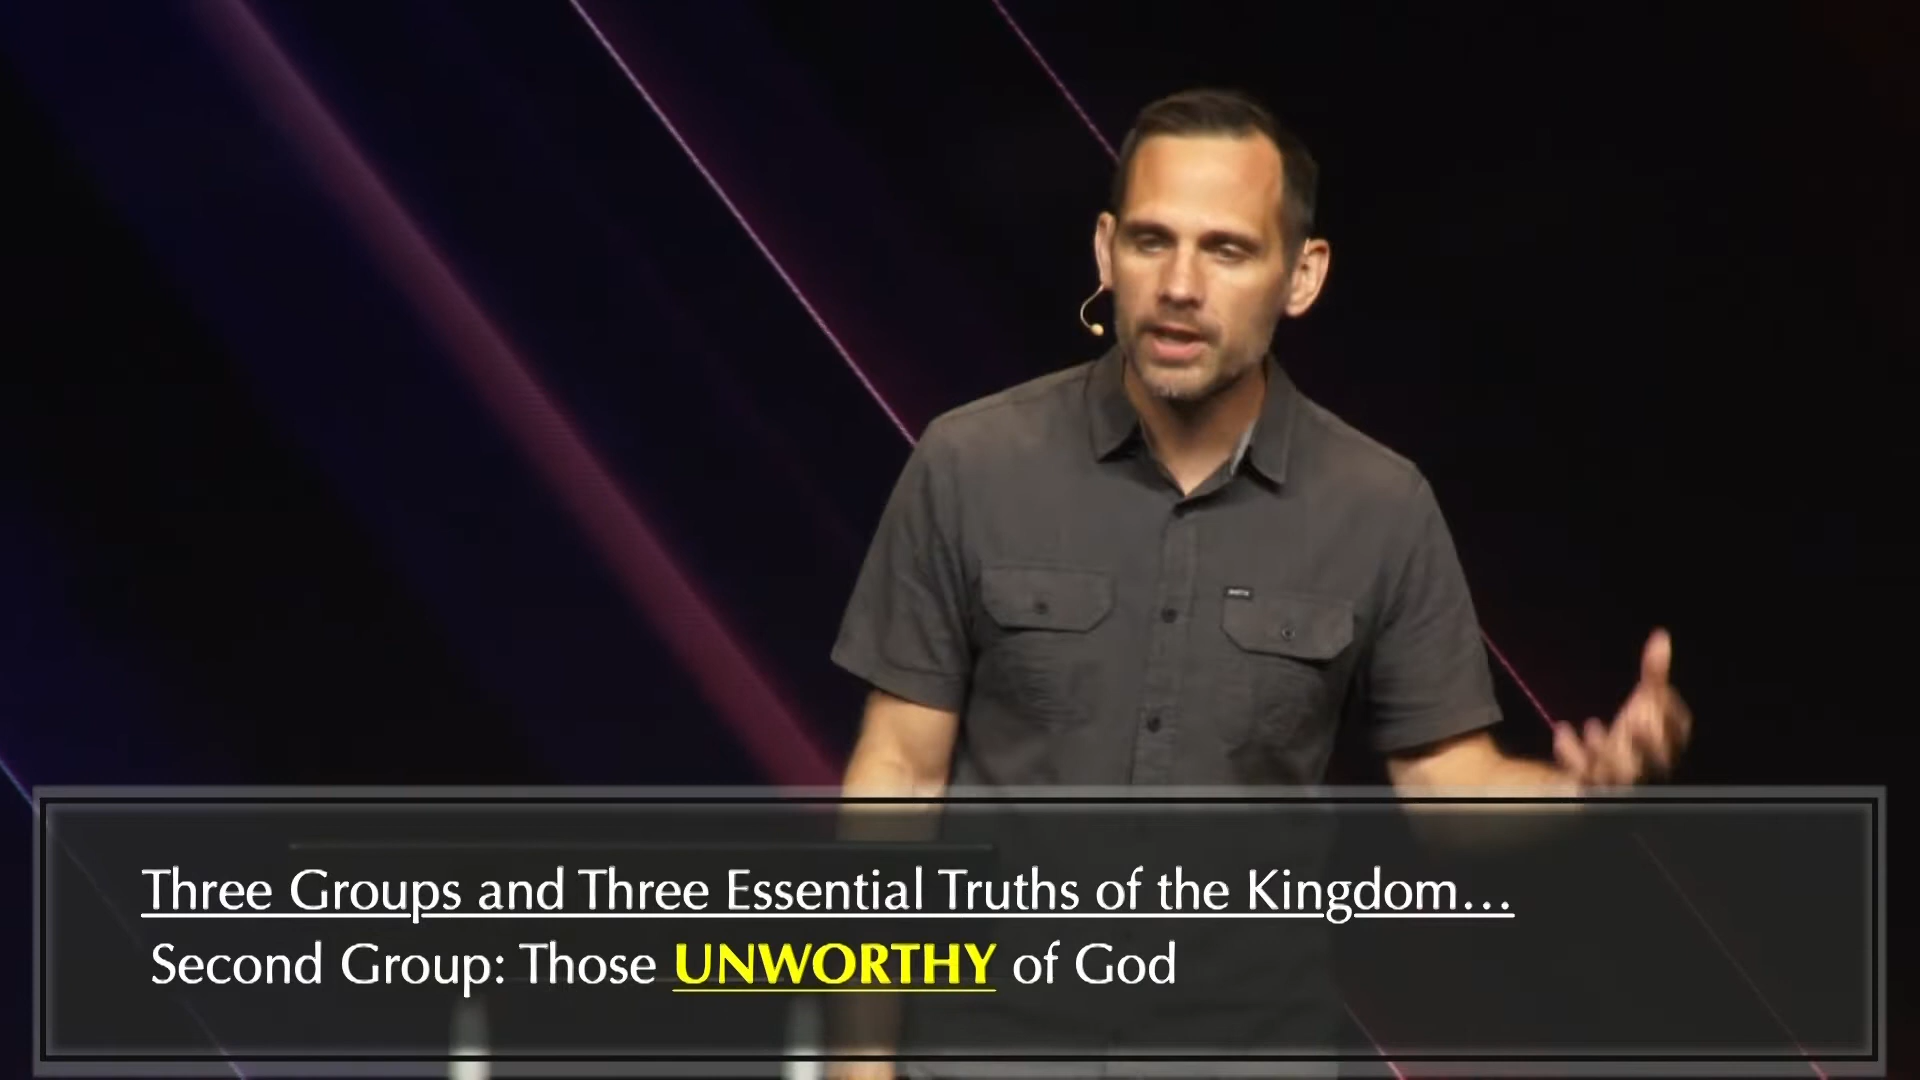 Three Groups and Three Essential Truths of the Kingdom...
Second Group: Those UNWORTHY of God